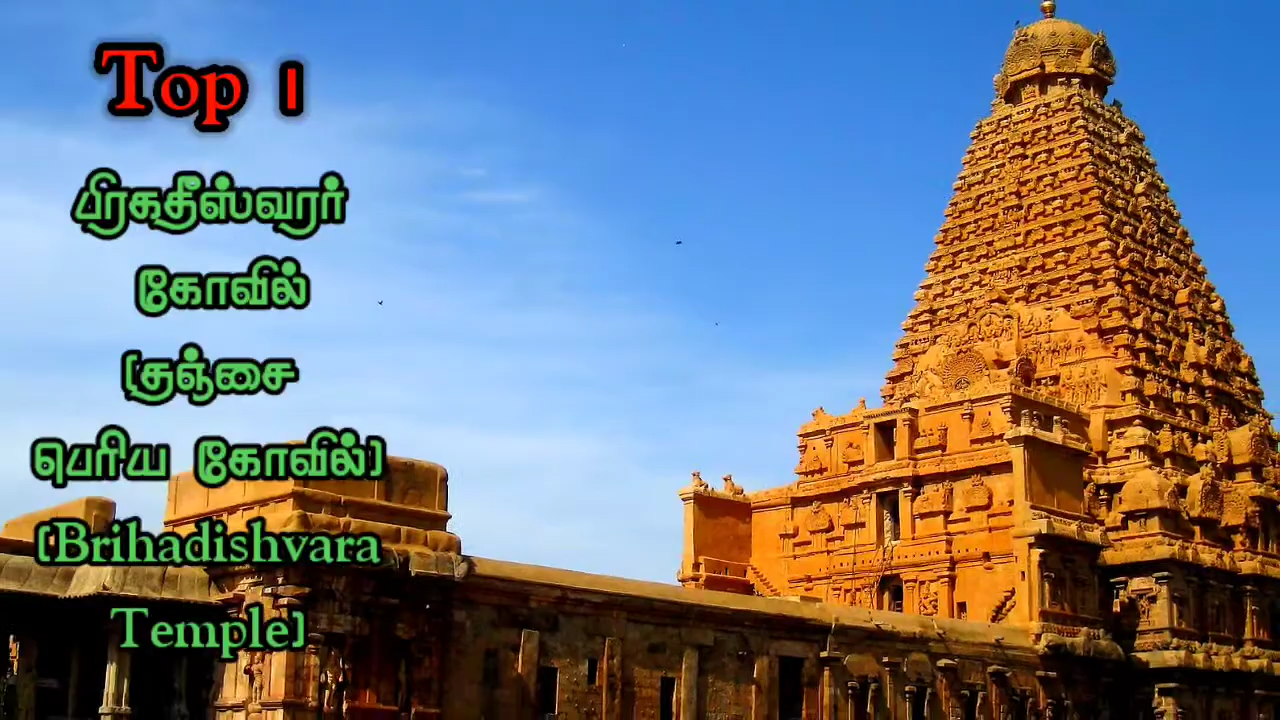 Top 1
பிரகதீஸ்வரர்
கோவில்
(தஞ்சை
பெரிய கோவில்)
(Brihadishvara
Temple)